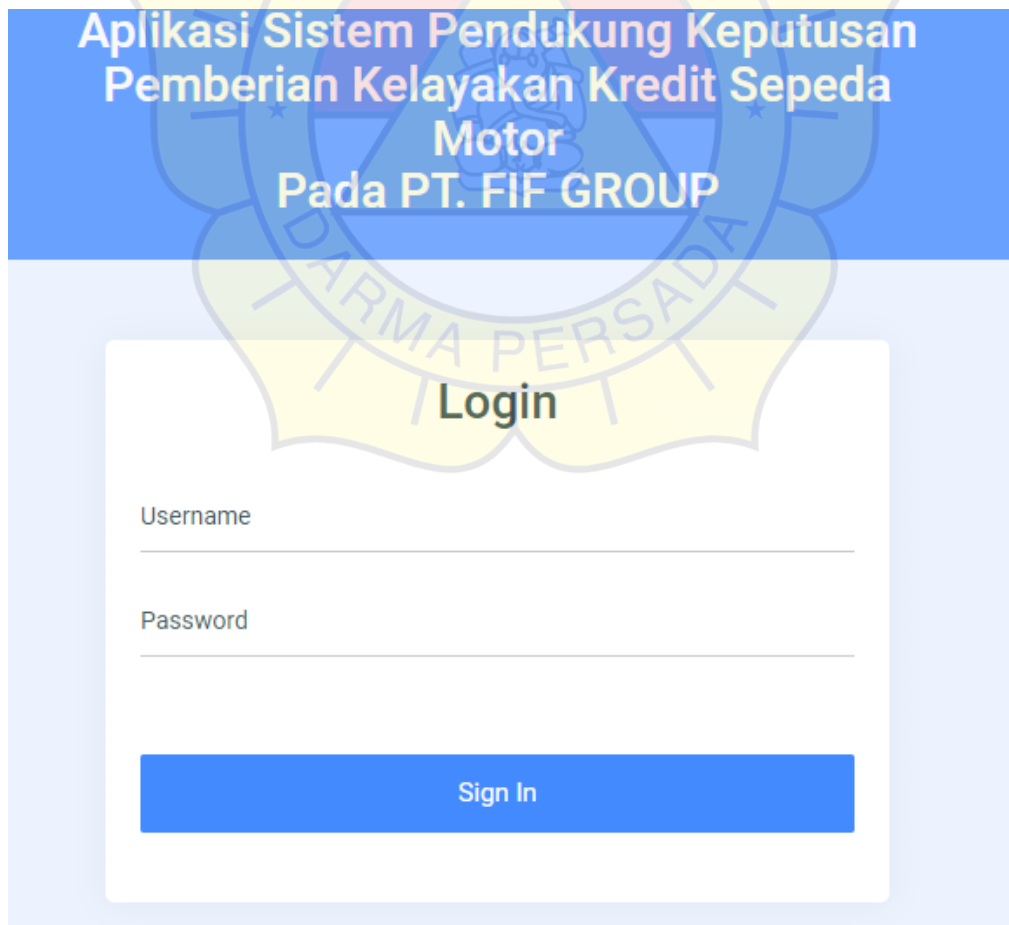 Aplikasi Sistem Pendukung Keputusan
Pemberian Kelayakan Kredit Sepeda
Motor
Pada PT. FIF GROUP
DARMA PERSADA
Login
Username
Password
Sign In